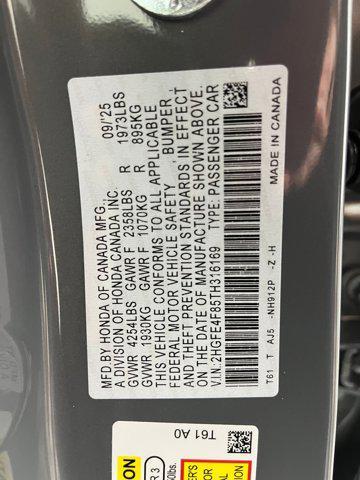 MFD.BY HONDA OF CANADA MFG., 09/'25
A DIVISION OF HONDA CANADA INC.
GVWR 4254LBS GAWR F 2358LBS R 1973LBS
GVWR 1930KG GAWR F 1070KG R 895KG
THIS VEHICLE CONFORMS TO ALL APPLICABLE
FEDERAL MOTOR VEHICLE SAFETY , BUMPER ,
AND THEFT PREVENTION STANDARDS IN EFFECT
ON THE DATE OF MANUFACTURE SHOWN ABOVE.
V.I.N.:2HGFE4F85TH316169 TYPE: PASSENGER CAR
T61 T AJ5 -NH912P -Z -H MADE IN CANADA
T61 A0